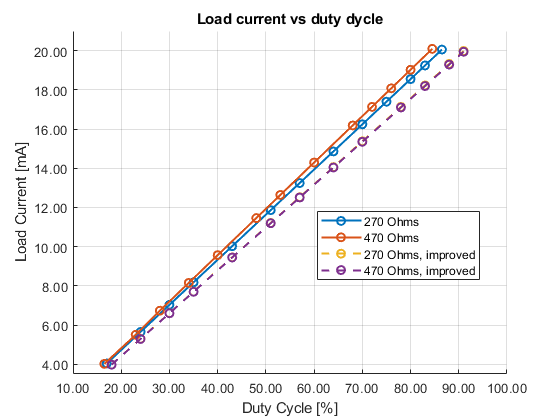 Load current vs duty dycle
20.00
18.00
16.00
14.00
12.00
10.00
8.00
6.00
4.00
Load Current [mA]
270 Ohms
470 Ohms
270 Ohms, improved
470 Ohms, improved
10.00 20.00 30.00 40.00 50.00 60.00 70.00 80.00 90.00 100.00
Duty Cycle [%]